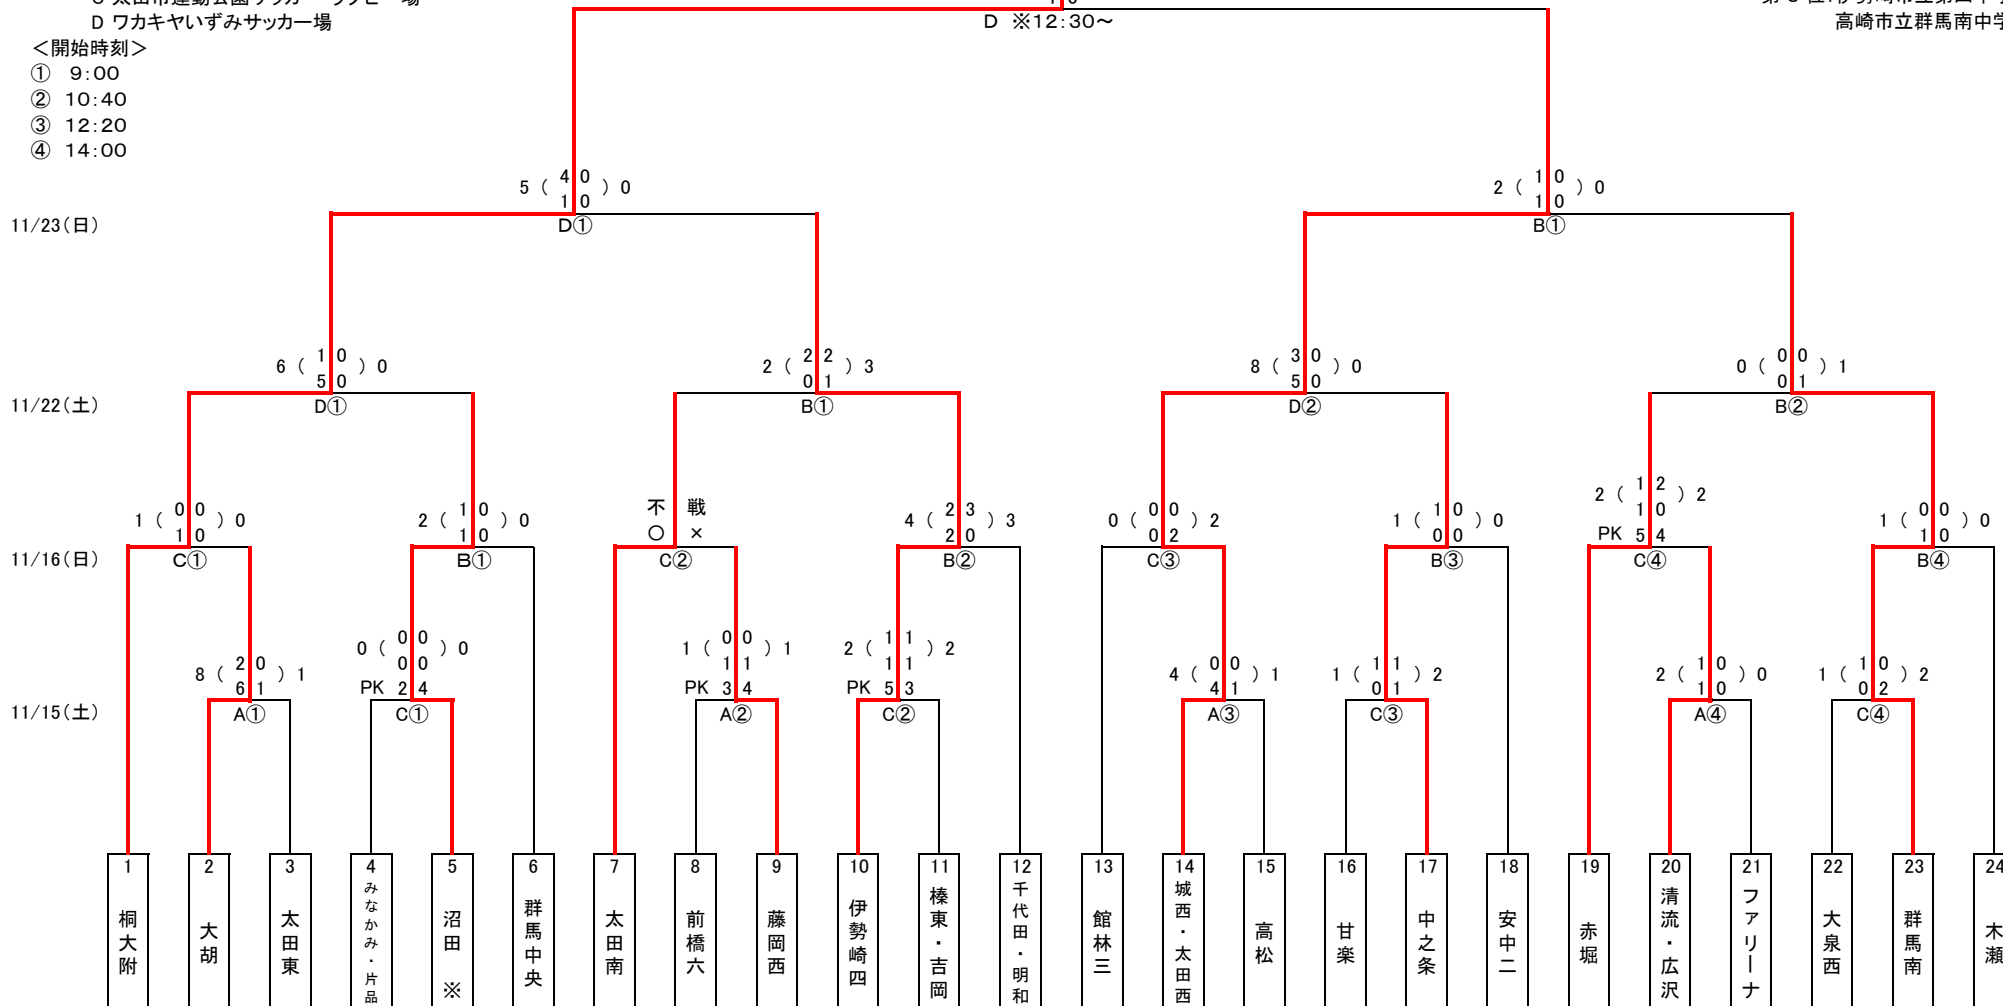 D ワカキヤいずみサッカー場
D ※12:30～
高崎市立群馬南中学
＜開始時刻＞
① 9:00
② 10:40
③ 12:20
④ 14:00
11/23(日)
5 ( 4 0 ) 0
1 0
D①
2 ( 1 0 ) 0
1 0
B①
11/22(土)
6 ( 1 0 ) 0
5 0
D①
2 ( 2 2 ) 3
0 1
B①
8 ( 3 0 ) 0
5 0
D②
0 ( 0 0 ) 1
0 1
B②
11/16(日)
1 ( 0 0 ) 0
1 0
C①
2 ( 1 0 ) 0
1 0
B①
不 戦
○ ×
C②
4 ( 2 3 ) 3
2 0
B②
0 ( 0 0 ) 2
0 2
C③
1 ( 1 0 ) 0
0 0
B③
2 ( 1 2 ) 2
1 0
PK 5 4
C④
1 ( 0 0 ) 0
1 0
B④
11/15(土)
8 ( 2 0 ) 1
6 1
A①
0 ( 0 0 ) 0
0 0
PK 2 4
C①
1 ( 0 0 ) 1
1 1
PK 3 4
A②
2 ( 1 1 ) 2
1 1
PK 5 3
C②
4 ( 0 0 ) 1
4 1
A③
1 ( 1 1 ) 2
0 1
C③
2 ( 1 0 ) 0
1 0
A④
1 ( 1 0 ) 2
0 2
C④
1 桐大附
2 大胡
3 太田東
4 みなかみ・片品
5 沼田 ※
6 群馬中央
7 太田南
8 前橋六
9 藤岡西
10 伊勢崎四
11 榛東・吉岡
12 千代田・明和
13 館林三
14 城西・太田西
15 高松
16 甘楽
17 中之条
18 安中二
19 赤堀
20 清流・広沢
21 ファリーナ
22 大泉西
23 群馬南
24 木瀬